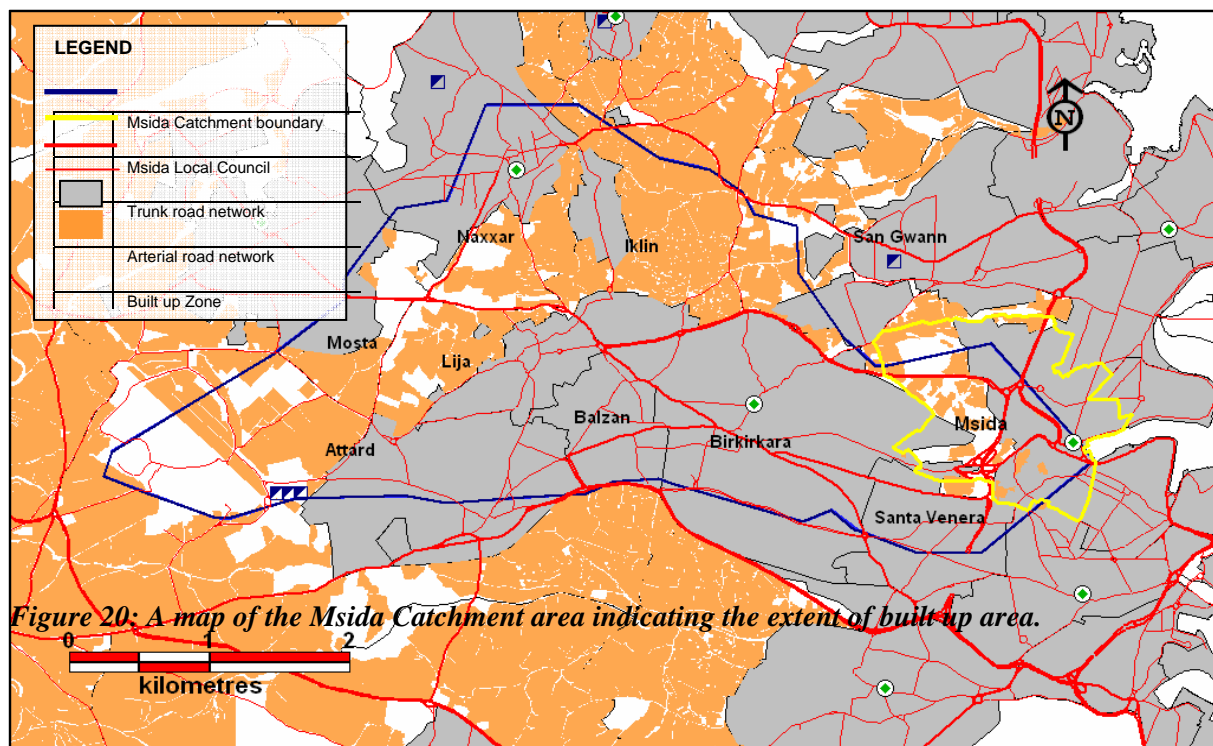 LEGEND
Msida Catchment boundary
Msida Local Council
Trunk road network
Arterial road network
Built up Zone
N
Naxxar
Iklin
San Gwann
Mosta
Lija
Balzan
Birkirkara
Msida
Attard
Santa Venera
Figure 20: A map of the Msida Catchment area indicating the extent of built up area.
0 1 2
kilometres